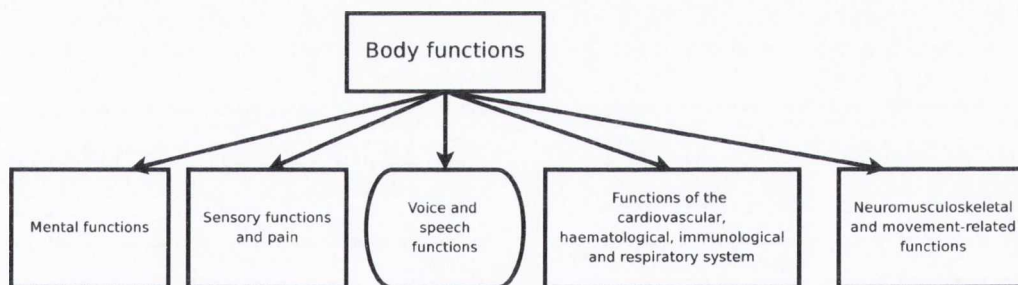 Body functions
Mental functions
Sensory functions
and pain
Voice and
speech
functions
Functions of the
cardiovascular,
haematological, immunological
and respiratory system
Neuromusculoskeletal
and movement-related
functions